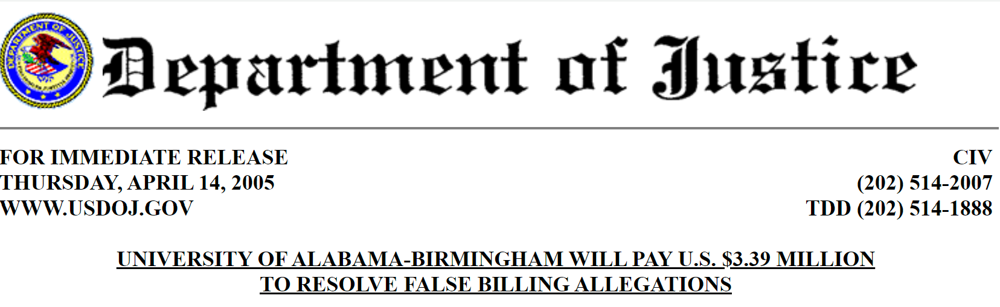 DEPARTMENT OF JUSTICE
Department of Justice
FOR IMMEDIATE RELEASE
CIV
THURSDAY, APRIL 14, 2005
(202) 514-2007
WWW.USDOJ.GOV
TDD (202) 514-1888
UNIVERSITY OF ALABAMA-BIRMINGHAM WILL PAY U.S. $3.39 MILLION
TO RESOLVE FALSE BILLING ALLEGATIONS